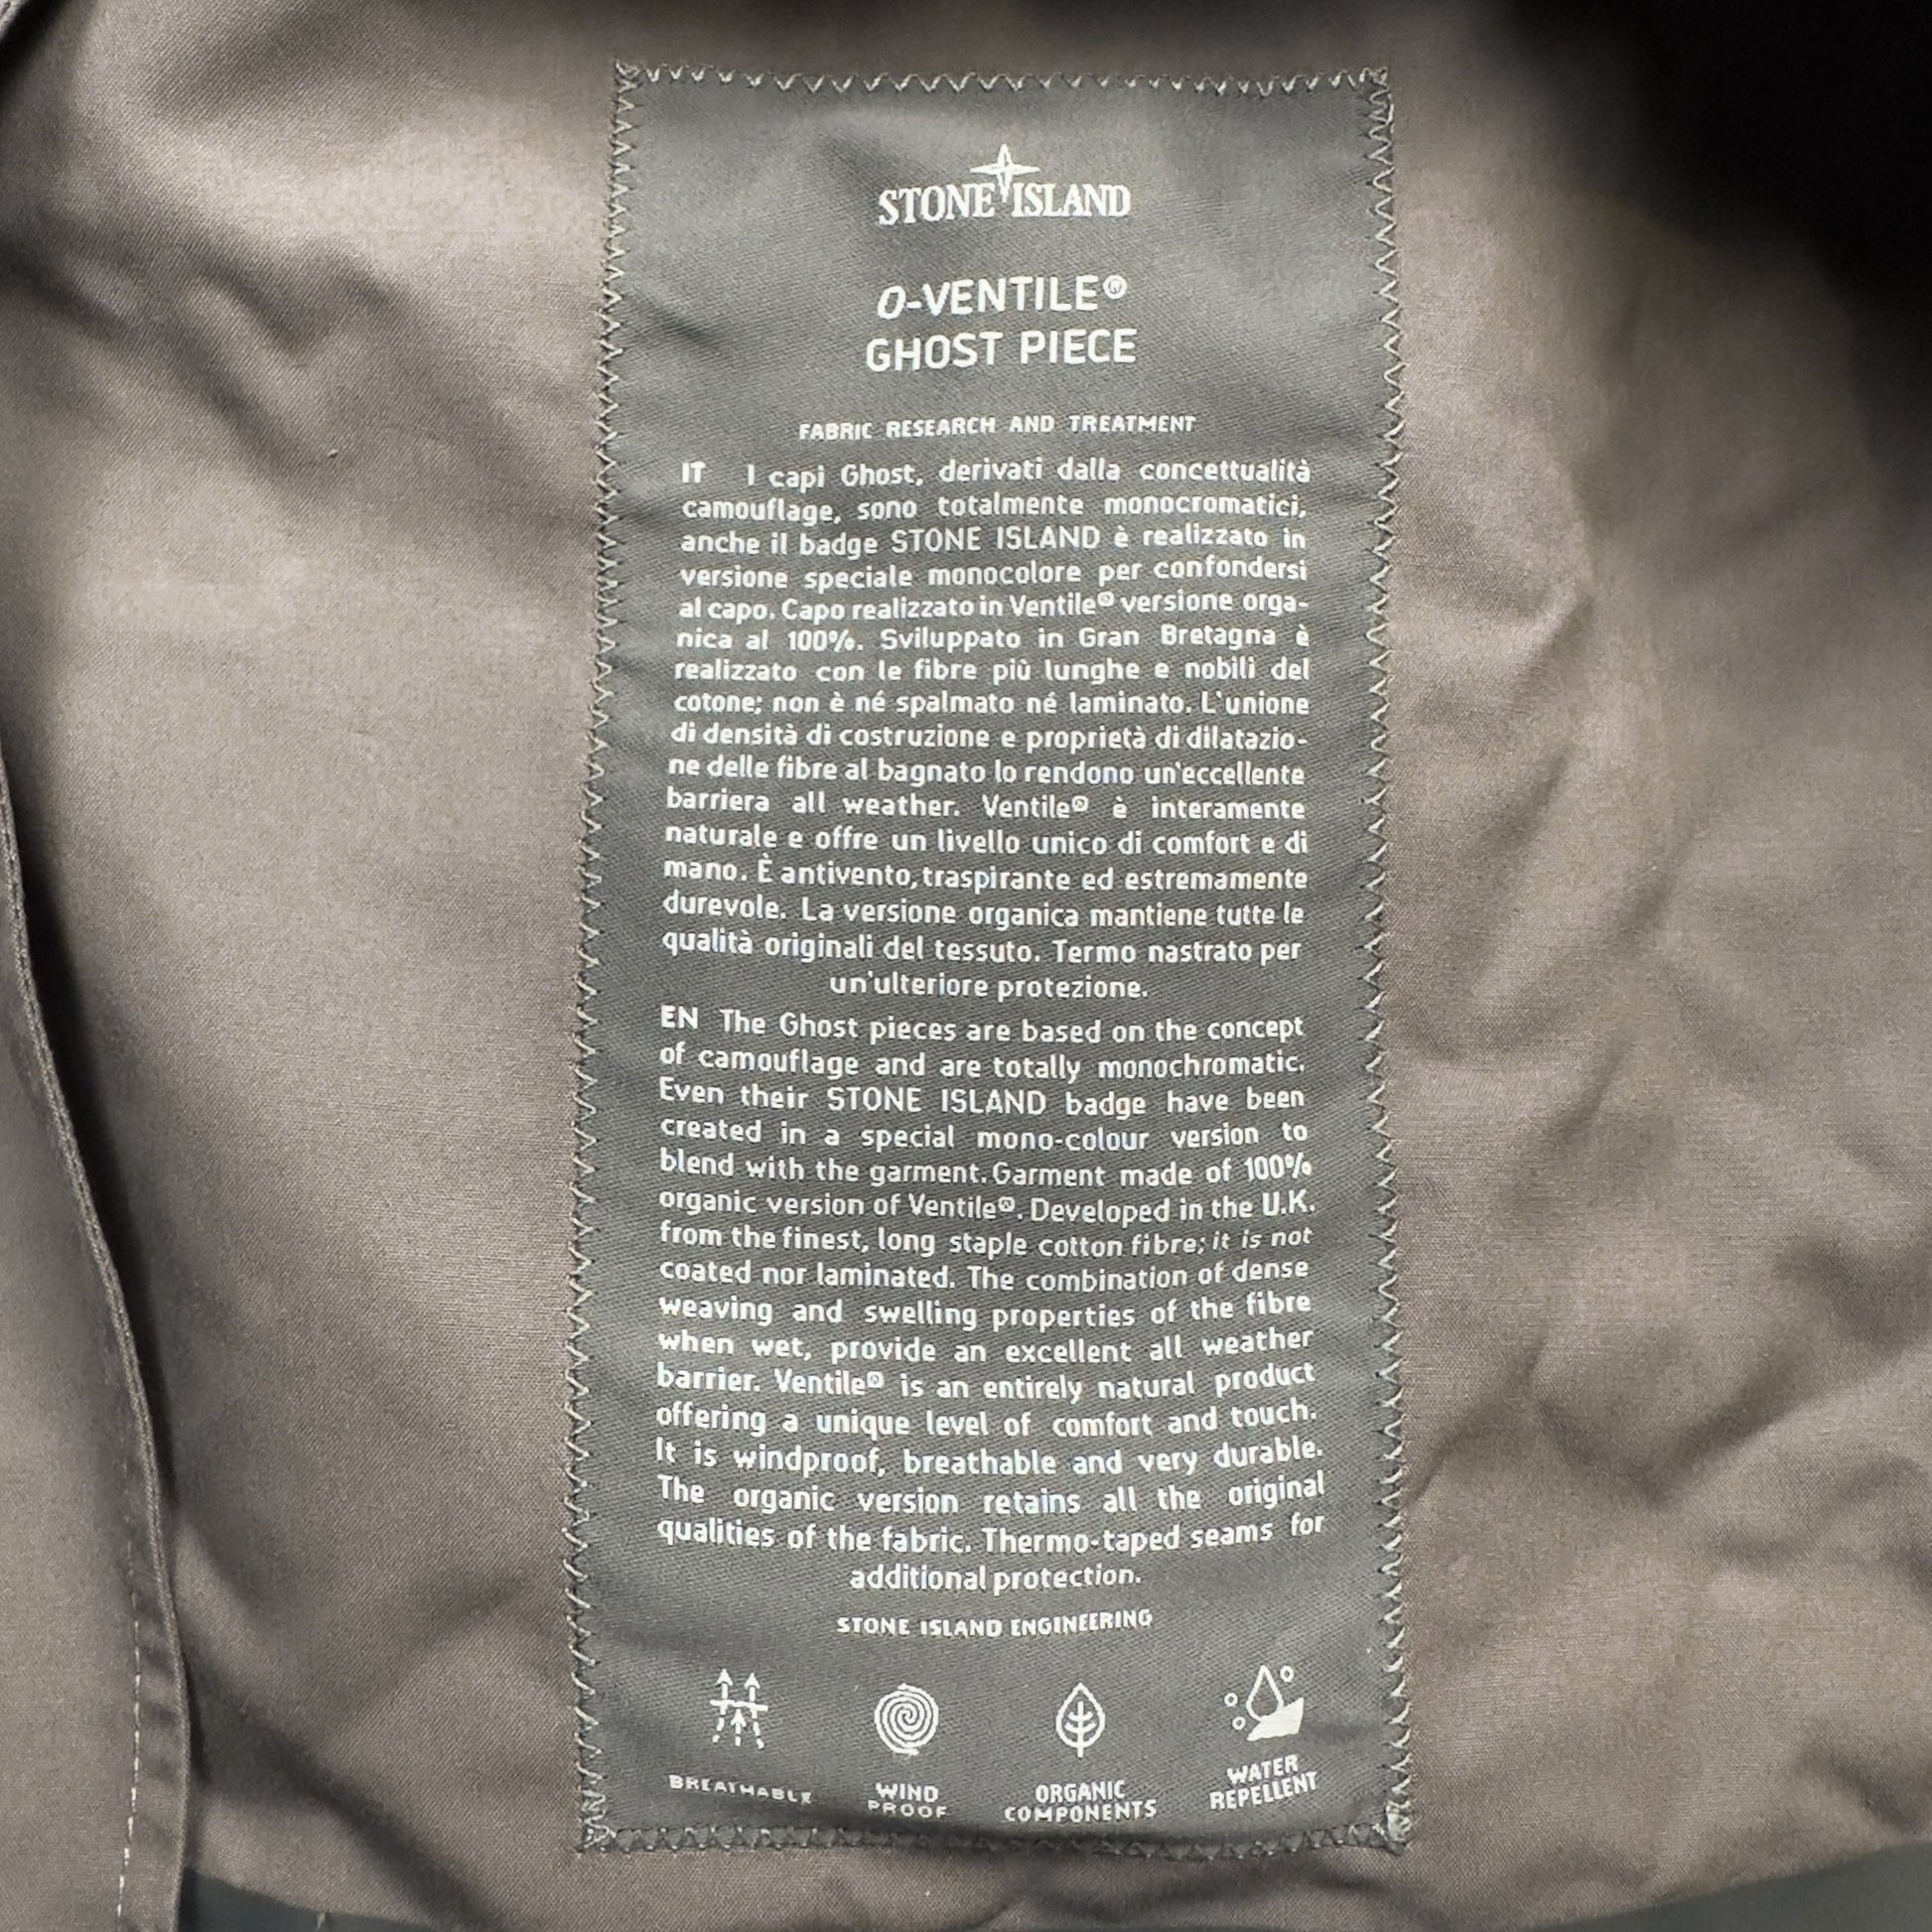 STONE ISLAND
O-VENTILE®
GHOST PIECE
FABRIC RESEARCH AND TREATMENT
IT I capi Ghost, derivati dalla concettualità
camouflage, sono totalmente monocromatici,
anche il badge STONE ISLAND è realizzato in
versione speciale monocolore per confondersi
al capo. Capo realizzato in Ventile® versione orga-
nica al 100%. Sviluppato in Gran Bretagna è
realizzato con le fibre più lunghe e nobili del
cotone; non è né spalmato né laminato. L'unione
di densità di costruzione e proprietà di dilatazio-
ne delle fibre al bagnato lo rendono un'eccellente
barriera all weather. Ventile® è interamente
naturale e offre un livello unico di comfort e di
mano. È antivento, traspirante ed estremamente
durevole. La versione organica mantiene tutte le
qualità originali del tessuto. Termo nastrato per
un'ulteriore protezione.
EN The Ghost pieces are based on the concept
of camouflage and are totally monochromatic.
Even their STONE ISLAND badge have been
created in a special mono-colour version to
blend with the garment. Garment made of 100%
organic version of Ventile®. Developed in the U.K.
from the finest, long staple cotton fibre; it is not
coated nor laminated. The combination of dense
weaving and swelling properties of the fibre
when wet, provide an excellent all weather
barrier. Ventile® is an entirely natural product
offering a unique level of comfort and touch.
It is windproof, breathable and very durable.
The organic version retains all the original
qualities of the fabric. Thermo-taped seams for
additional protection.
STONE ISLAND ENGINEERING
BREATHABLE
WIND
PROOF
ORGANIC
COMPONENTS
WATER
REPELLENT